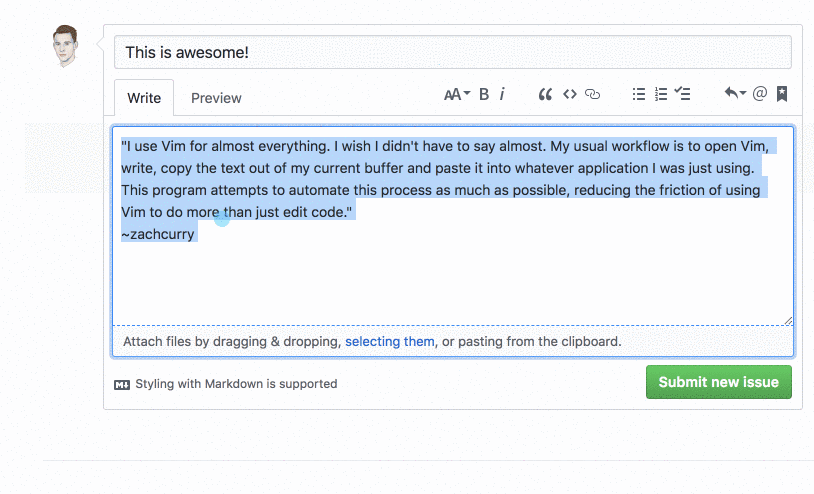 This is awesome!
Write Preview AA B i @
"I use Vim for almost everything. I wish I didn't have to say almost. My usual workflow is to open Vim,
write, copy the text out of my current buffer and paste it into whatever application I was just using.
This program attempts to automate this process as much as possible, reducing the friction of using
Vim to do more than just edit code."
~zachcurry
Attach files by dragging & dropping, selecting them, or pasting from the clipboard.
Styling with Markdown is supported
Submit new issue